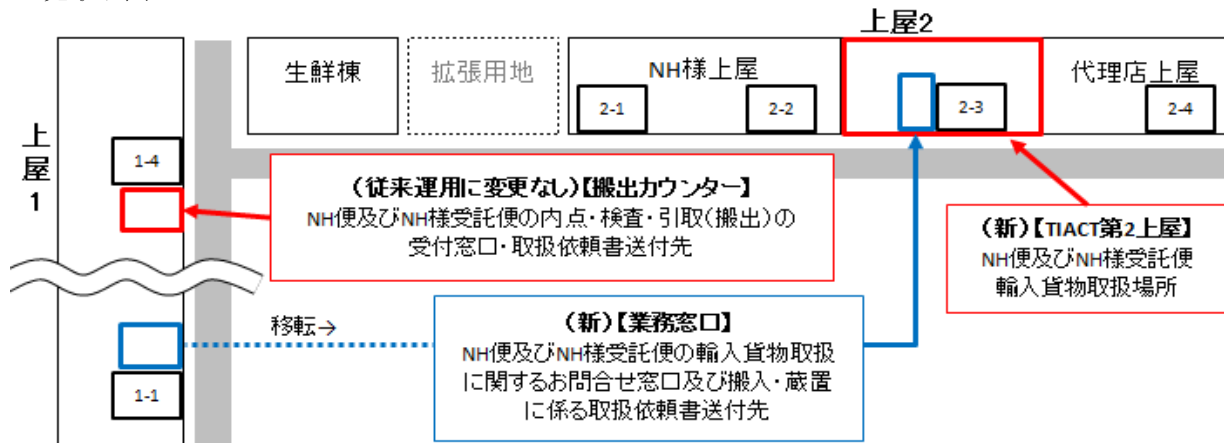 上屋2
生鮮棟
拡張用地
NH様上屋
代理店上屋
2-1
2-2
2-3
2-4
上屋1
1-4
(従来運用に変更なし)【搬出カウンター】
NH便及びNH様受託便の内点・検査・引取(搬出)の
受付窓口・取扱依頼書送付先
(新)【TIACT第2上屋】
NH便及びNH様受託便
輸入貨物取扱場所
移転→
(新)【業務窓口】
NH便及びNH様受託便の輸入貨物取扱
に関するお問合せ窓口及び搬入・蔵置
に係る取扱依頼書送付先
1-1